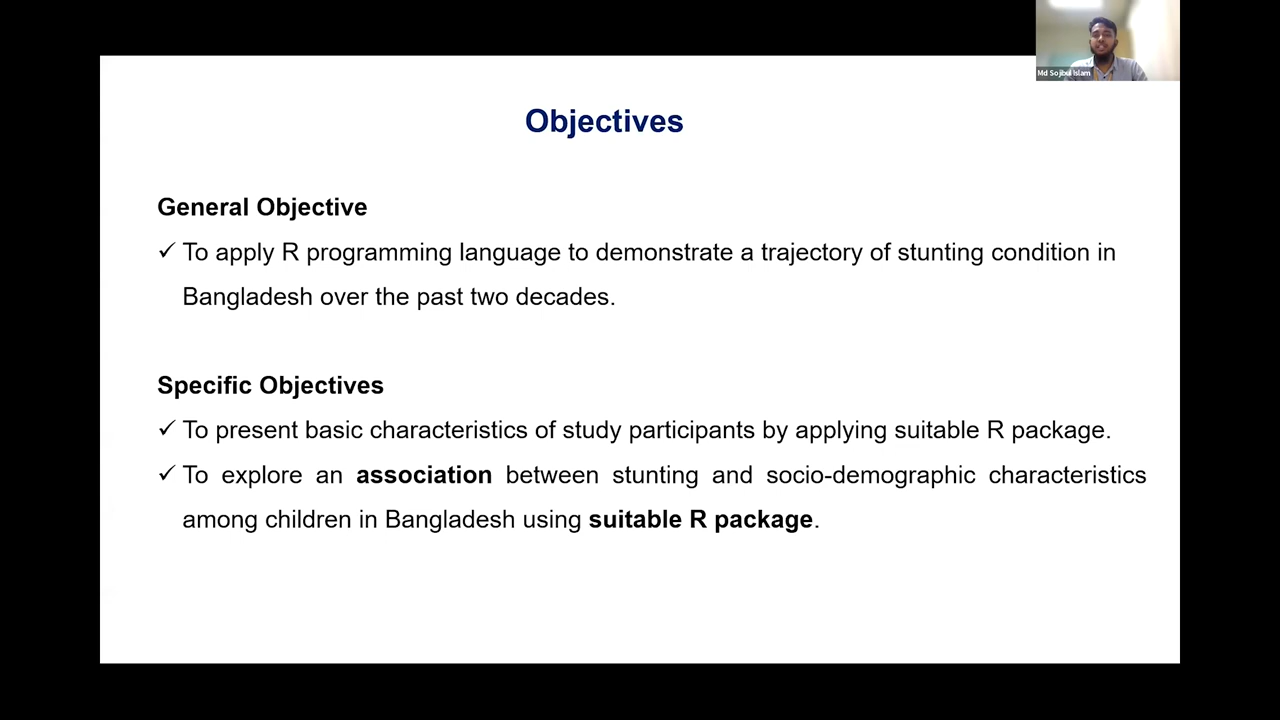 Md Sojibul Islam
Objectives
General Objective
✓ To apply R programming language to demonstrate a trajectory of stunting condition in
Bangladesh over the past two decades.
Specific Objectives
✓ To present basic characteristics of study participants by applying suitable R package.
✓ To explore an association between stunting and socio-demographic characteristics
among children in Bangladesh using suitable R package.